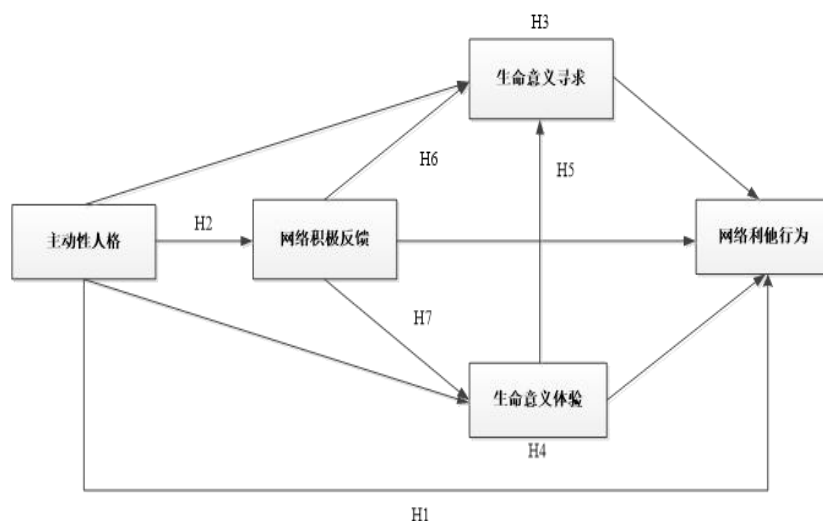 H3
生命意义寻求
H6
H5
主动性人格
H2
网络积极反馈
网络利他行为
H7
生命意义体验
H4
H1